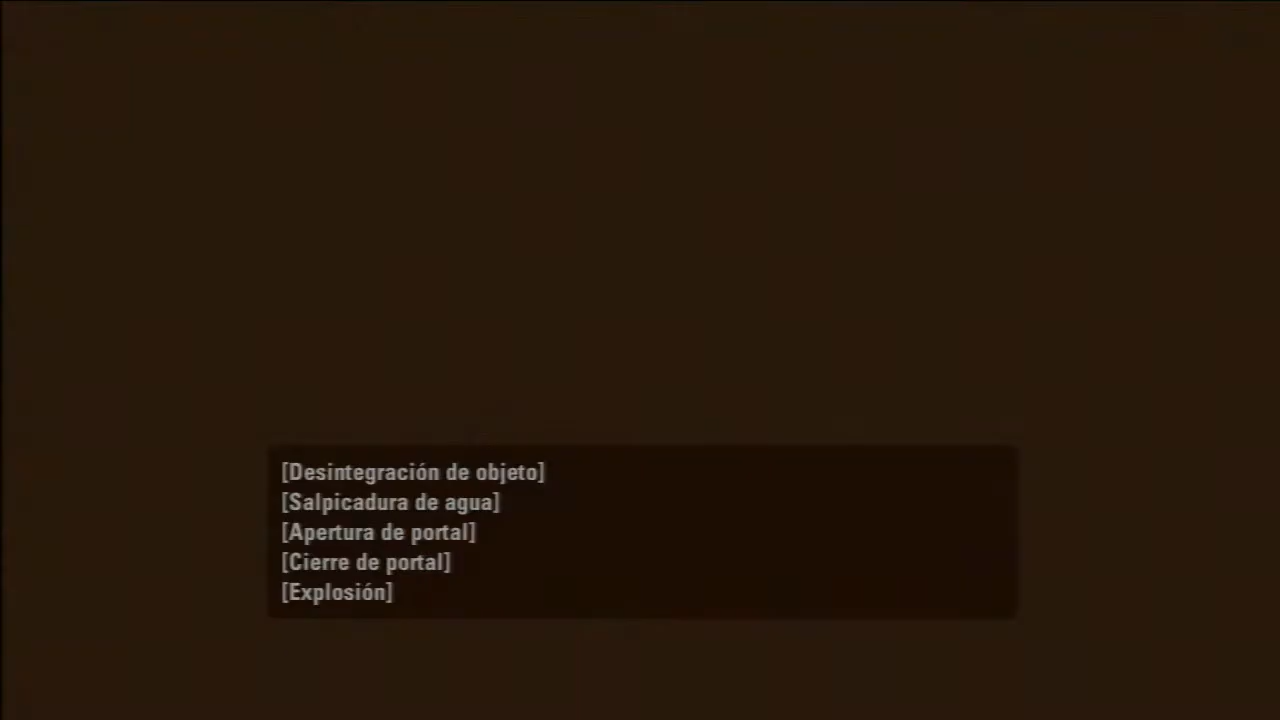 [Desintegración de objeto]
[Salpicadura de agua]
[Apertura de portal]
[Cierre de portal]
[Explosión]